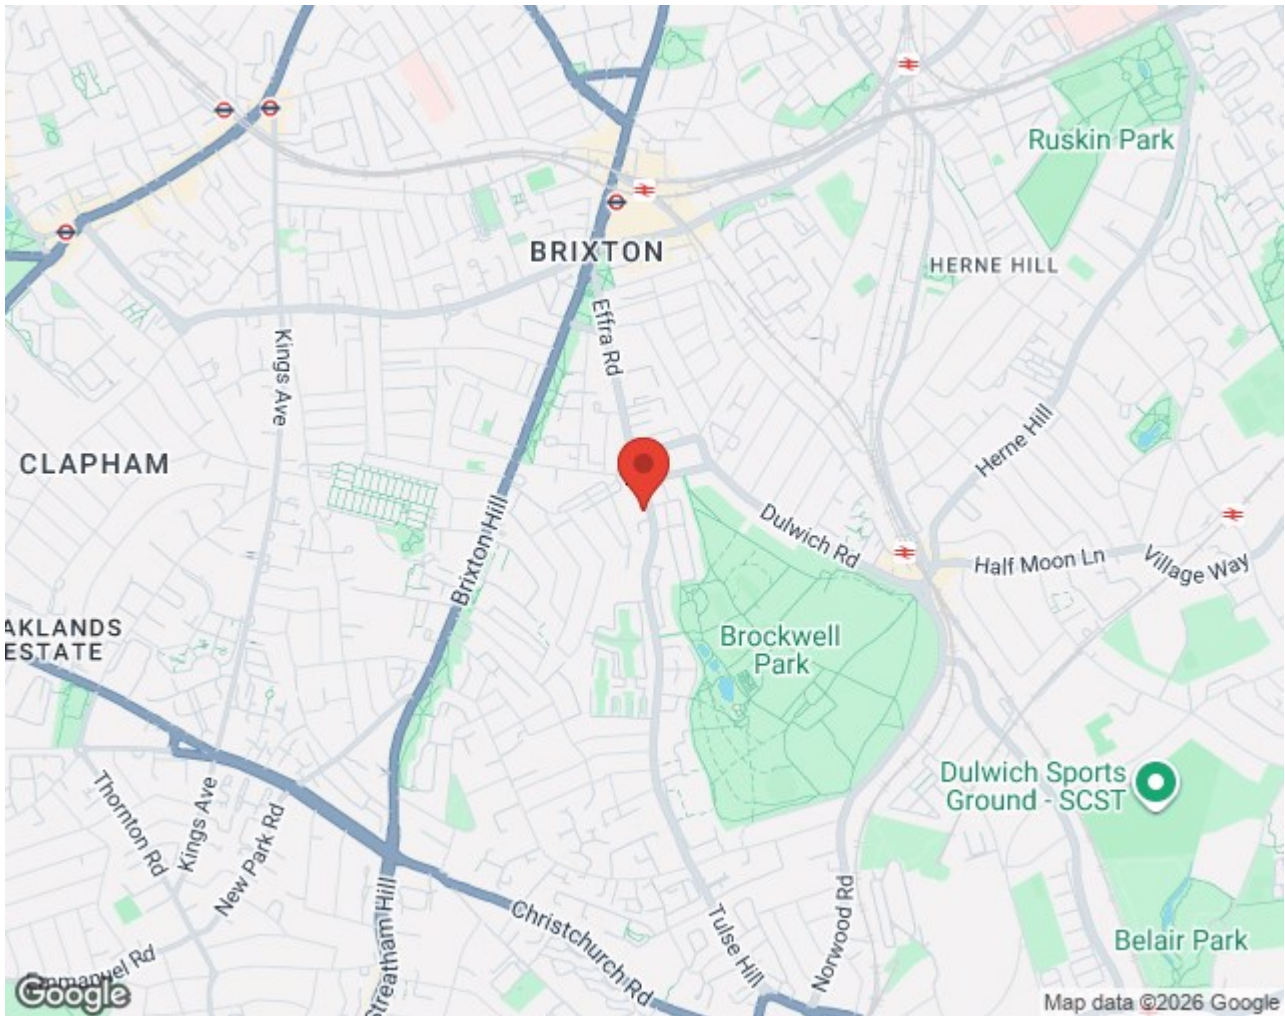 Ruskin Park
BRIXTON
HERNE HILL
Effra Rd
Kings Ave
CLAPHAM
Herne Hill
Brixton Hill
Dulwich Rd
Half Moon Ln
Village Way
AKLANDS
ESTATE
Brockwell
Park
Dulwich Sports
Ground - SCST
Thornton Rd
Kings Ave
New Park Rd
Streatham Hill
Christchurch Rd
Tulse Hill
Norwood Rd
Belair Park
mmanuel Rd
Google
Map data ©2026 Google